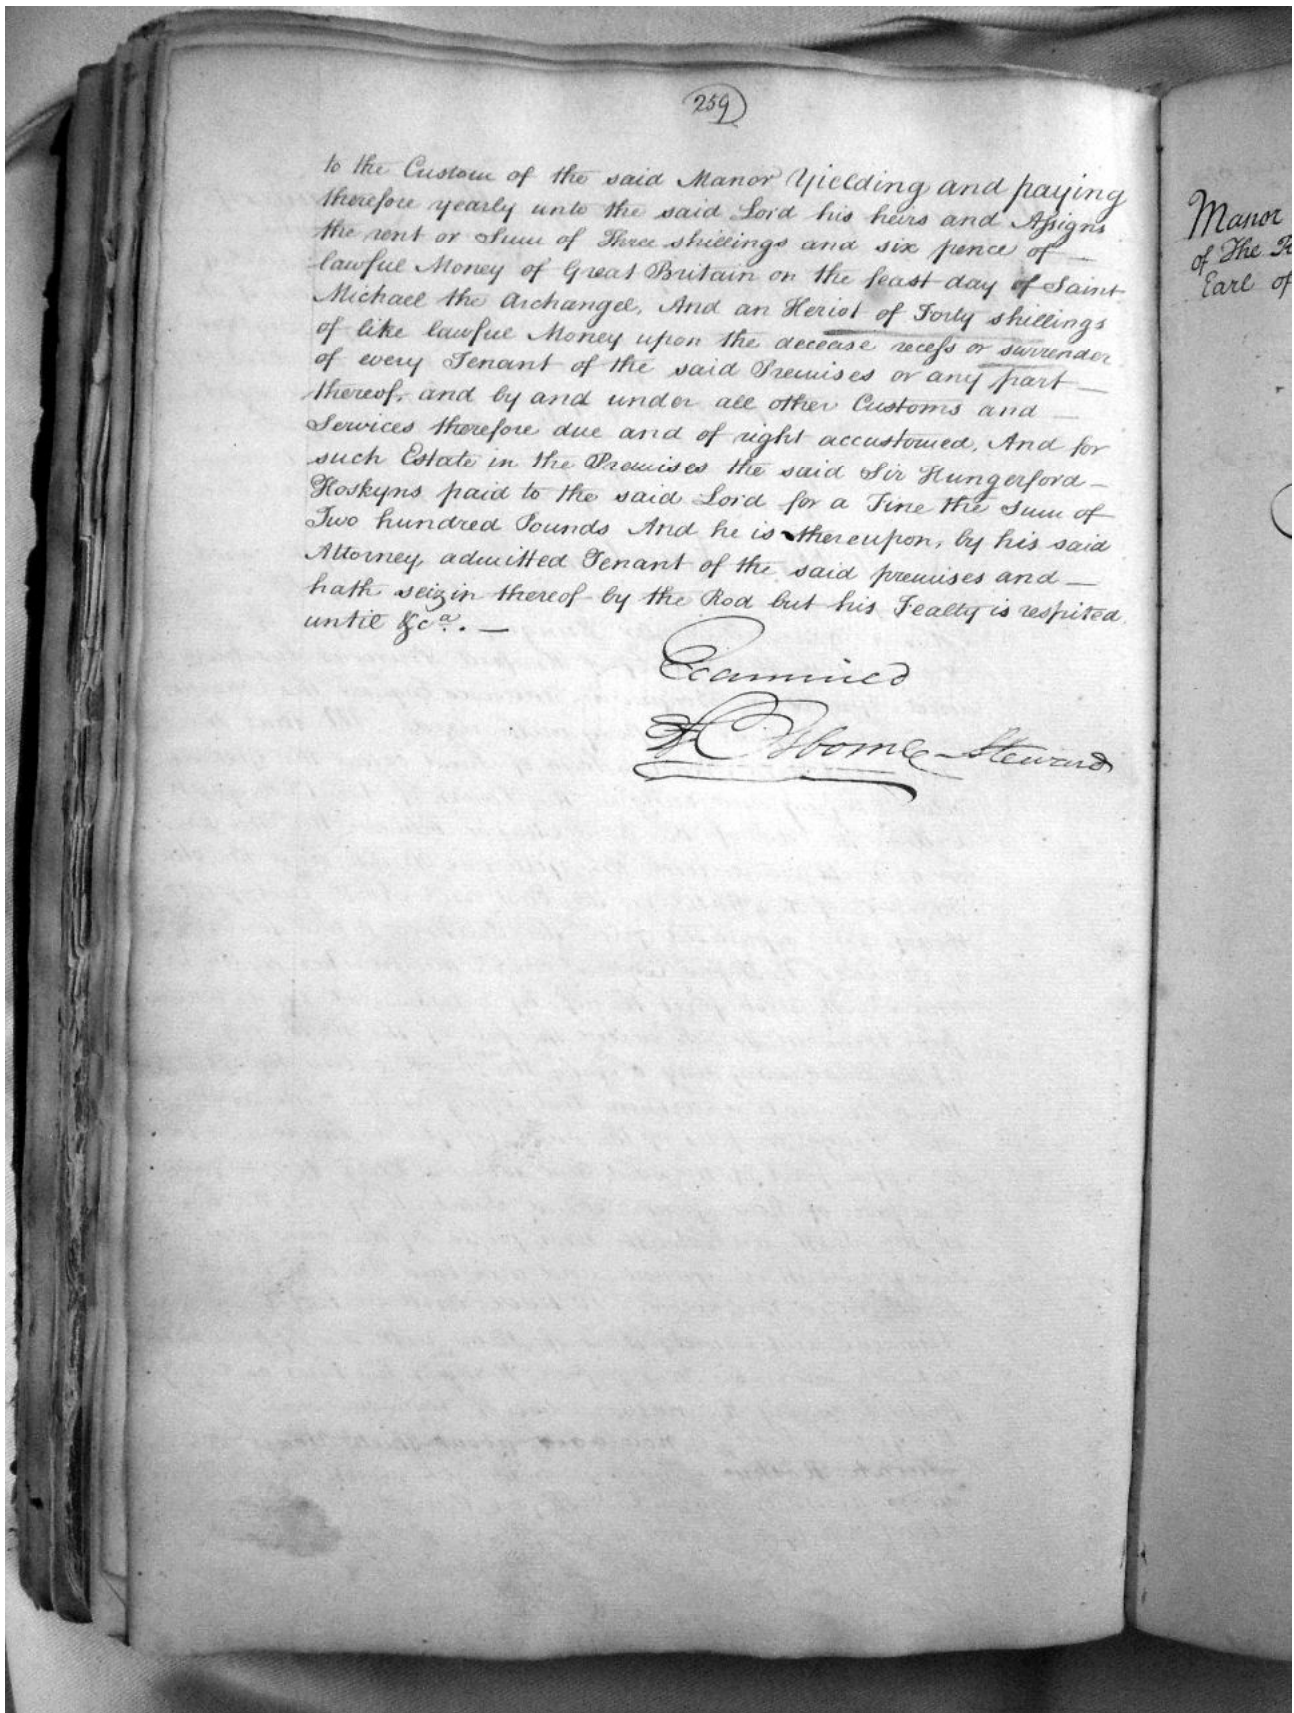 259
to the Custom of the said Manor Yielding and paying
therefore yearly unto the said Lord his heirs and Assigns
the rent or Sum of Three shillings and six pence of —
lawful Money of Great Britain on the feast day of Saint
Michael the Archangel, And an Heriot of Forty shillings
of like lawful Money upon the decease recess or surrender
of every Tenant of the said Premises or any part —
thereof, and by and under all other Customs and —
Services therefore due and of right accustomed, And for
such Estate in the Premises the said Sir Hungerford —
Hoskyns paid to the said Lord for a Fine the Sum of
Two hundred Pounds And he is thereupon, by his said
Attorney admitted Tenant of the said premises and —
hath seizin thereof by the Rod but his Fealty is respited
until &c.a. —
Examined
Steward
Manor
of The
Earl of